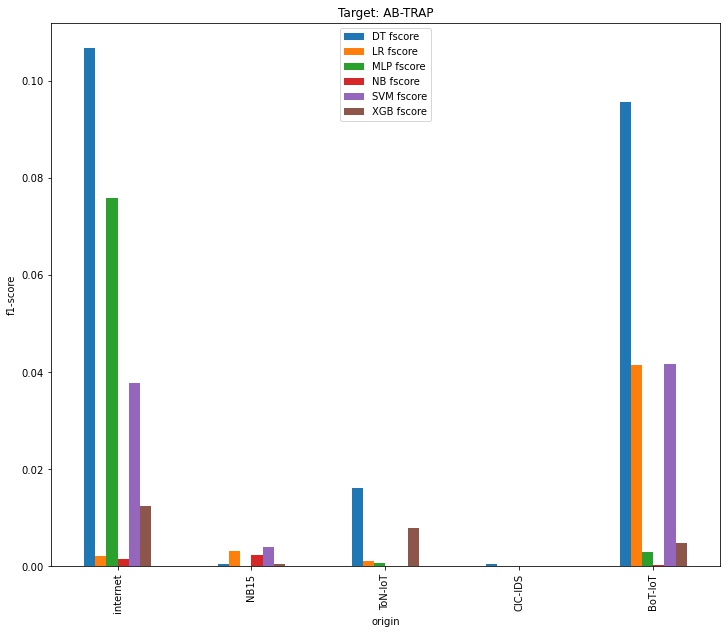 Target: AB-TRAP
DT fscore
LR fscore
MLP fscore
NB fscore
SVM fscore
XGB fscore
f1-score
0.10
0.08
0.06
0.04
0.02
0.00
internet
NB15
ToN-IoT
CIC-IDS
BoT-IoT
origin